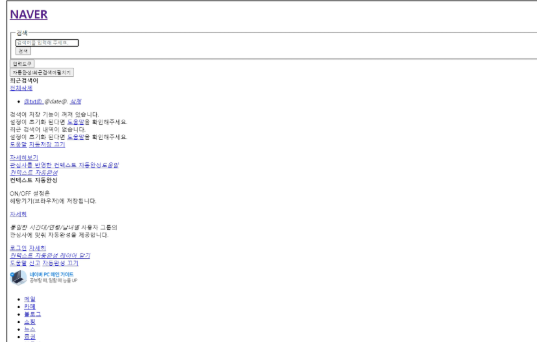 NAVER
검색
검색어를 입력해 주세요.
검색
입력도구
자동완성/최근검색어펼치기
최근검색어
전체삭제
@txt@ @date@. 삭제
검색어 저장 기능이 꺼져 있습니다.
설정이 초기화 된다면 도움말을 확인해주세요.
최근 검색어 내역이 없습니다.
설정이 초기화 된다면 도움말을 확인해주세요.
도움말 자동저장 끄기
자세히보기
관심사를 반영한 컨텍스트 자동완성도움말
컨텍스트 자동완성
컨텍스트 자동완성
ON/OFF 설정은
해당기기(브라우저)에 저장됩니다.
자세히
동일한 시간대/연령/남녀별 사용자 그룹의
관심사에 맞춰 자동완성을 제공합니다.
로그인 자세히
컨텍스트 자동완성 레이어 닫기
도움말 신고 자동완성 끄기
네이버 PC 메인 가이드
공부할 때, 일할 때 능률 UP
메일
카페
블로그
쇼핑
뉴스
증권